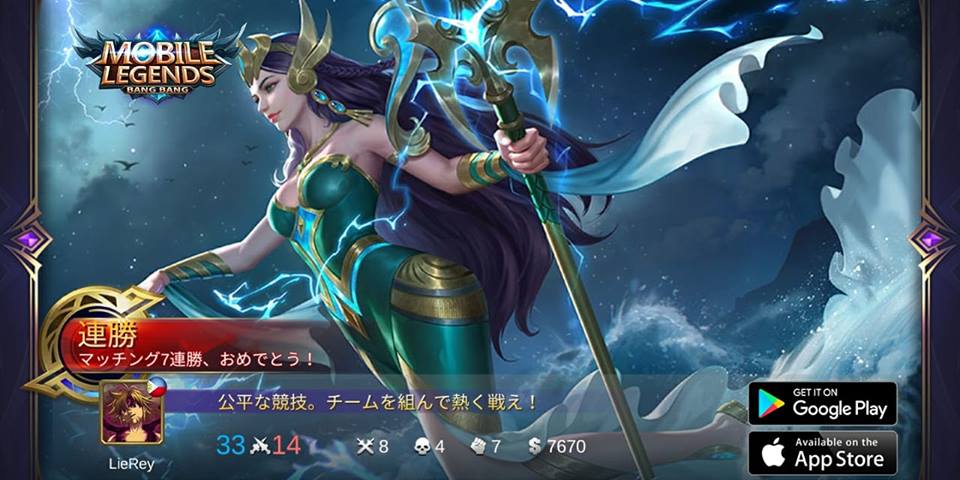 MOBILE
LEGENDS
BANG BANG
連勝
マッチング7連勝、おめでとう！
公平な競技。チームを組んで熱く戦え！
33 14 8 4 7 7670
LieRey
GET IT ON
Google Play
Available on the
App Store